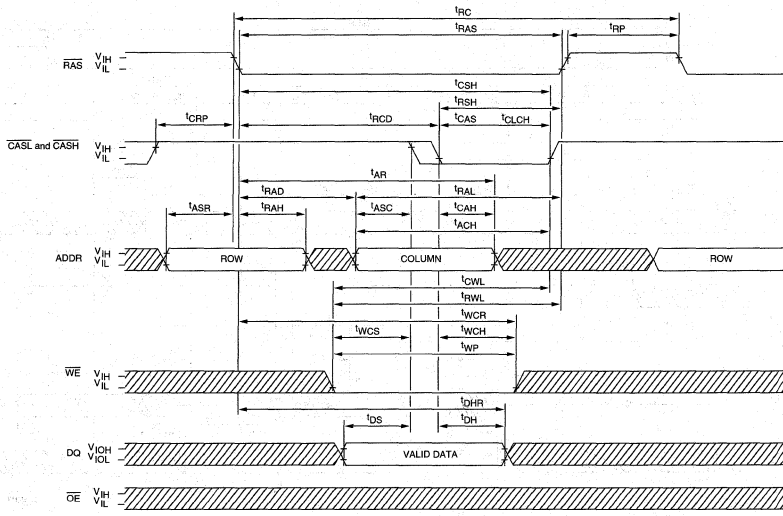 tRC
tRAS tRP
RAS VIH
VIL
tCSH
tRSH
tCRP tRCD tCAS tCLCH
CASL and CASH VIH
VIL
tAR
tRAD tRAL
tASR tRAH tASC tCAH
tACH
ADDR VIH
VIL
ROW COLUMN ROW
tCWL
tRWL
tWCR
tWCS tWCH
tWP
WE VIH
VIL
tDHR
tDS tDH
DQ VIOH
VIOL
VALID DATA
OE VIH
VIL